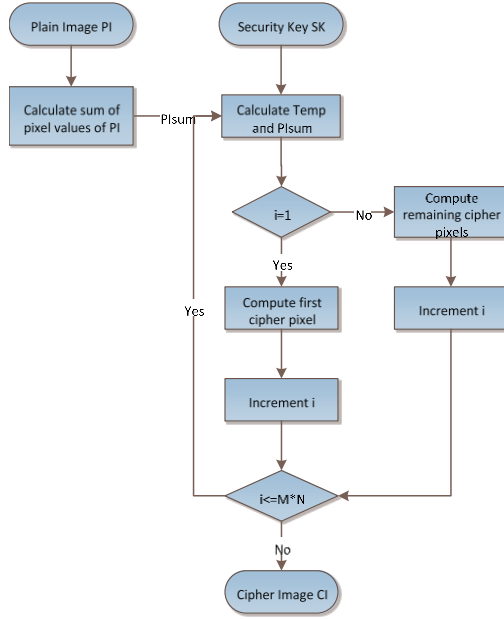 Plain Image PI
Security Key SK
Calculate sum of
pixel values of PI
PIsum
Calculate Temp
and PIsum
i=1
No
Compute
remaining cipher
pixels
Yes
Compute first
cipher pixel
Increment i
Yes
Increment i
i<=M*N
No
Cipher Image CI